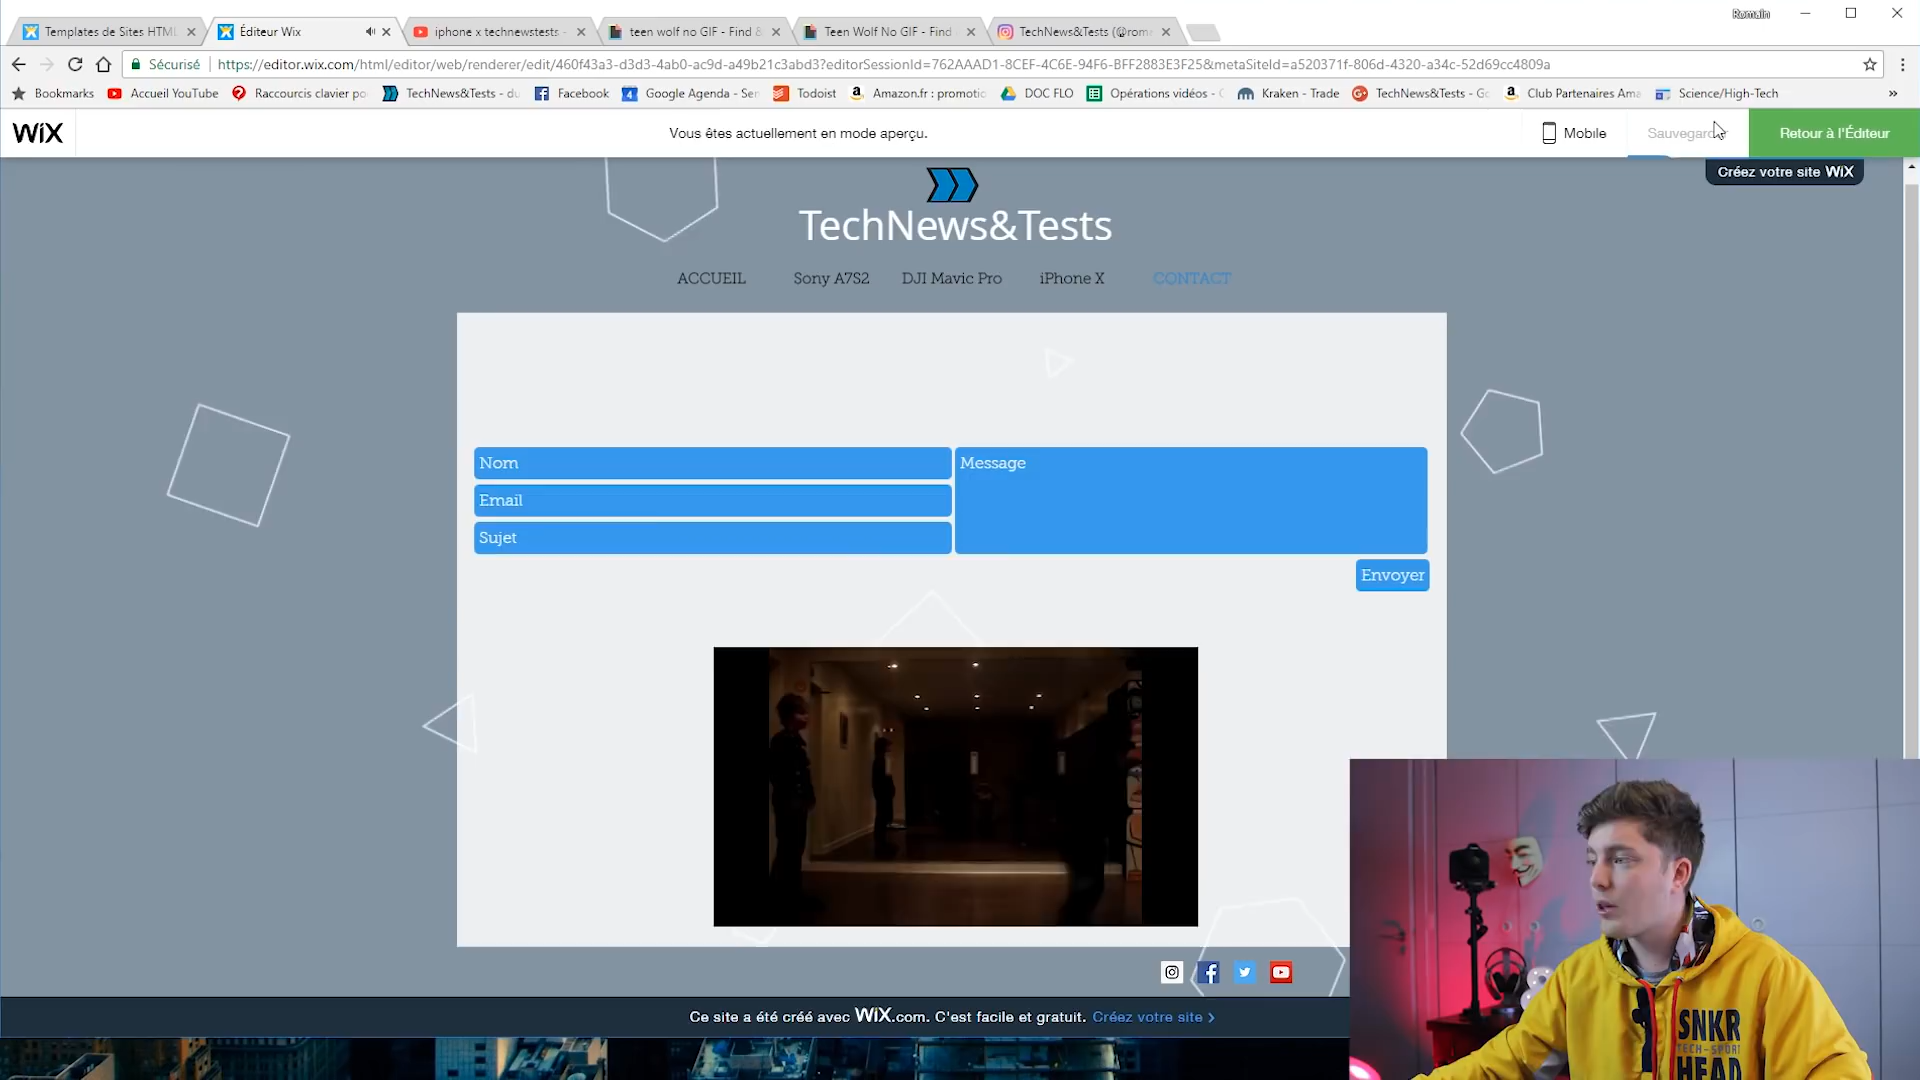 Romain
Templates de Sites HTML
Éditeur Wix
iphone x technewstests -
teen wolf no GIF - Find &
Teen Wolf No GIF - Find
TechNews&Tests (@rom
Sécurisé
https://editor.wix.com/html/editor/web/renderer/edit/460f43a3-d3d3-4ab0-ac9d-a49b21c3abd3?editorSessionId=762AAAD1-8CEF-4C6E-94F6-BFF2883E3F25&metaSiteId=a520371f-806d-4320-a34c-52d69cc4809a
Bookmarks
Accueil YouTube
Raccourcis clavier po
TechNews&Tests - du
Facebook
Google Agenda - Ser
Todoist
Amazon.fr : promotio
DOC FLO
Opérations vidéos -
Kraken - Trade
TechNews&Tests - Go
Club Partenaires Ama
Science/High-Tech
WiX
Vous êtes actuellement en mode aperçu.
Mobile
Sauvegarder
Retour à l'Éditeur
Créez votre site WiX
TechNews&Tests
ACCUEIL
Sony A7S2
DJI Mavic Pro
iPhone X
CONTACT
Nom
Message
Email
Sujet
Envoyer
Ce site a été créé avec WiX.com. C'est facile et gratuit. Créez votre site >
SNKR
TECH-SPORT
HEAD